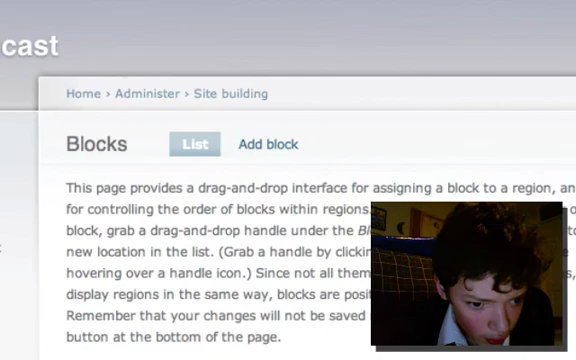 cast
Home › Administer › Site building
Blocks List Add block
This page provides a drag-and-drop interface for assigning a block to a region, an
for controlling the order of blocks within regions.
block, grab a drag-and-drop handle under the
new location in the list. (Grab a handle by
hovering over a handle icon.) Since not all
display regions in the same way, blocks are
Remember that your changes will not be saved
button at the bottom of the page.